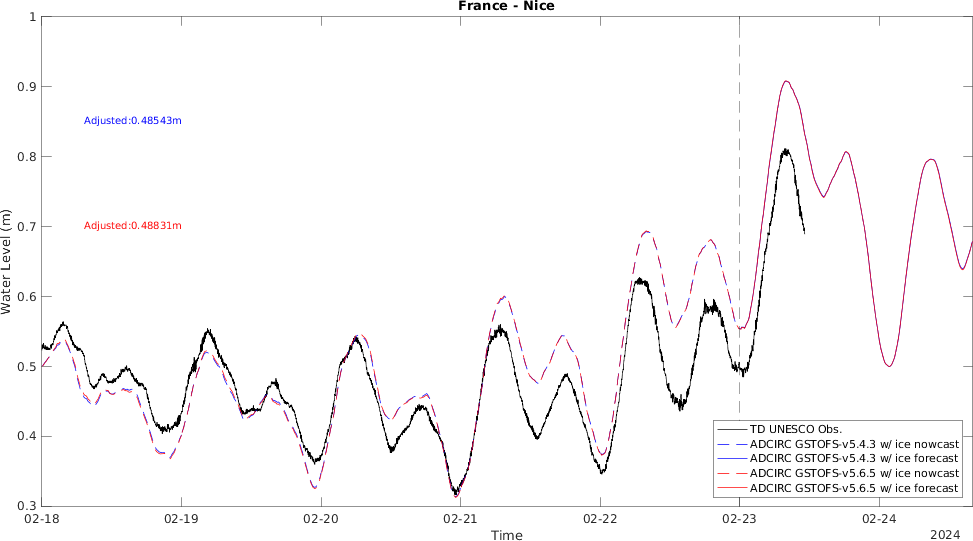 France - Nice
1
0.9
Adjusted:0.48543m
0.8
0.7
Adjusted:0.48831m
Water Level (m)
0.6
0.5
0.4
0.3
TD UNESCO Obs.
ADCIRC GSTOFS-v5.4.3 w/ ice nowcast
ADCIRC GSTOFS-v5.4.3 w/ ice forecast
ADCIRC GSTOFS-v5.6.5 w/ ice nowcast
ADCIRC GSTOFS-v5.6.5 w/ ice forecast
02-18 02-19 02-20 02-21 02-22 02-23 02-24
Time
2024